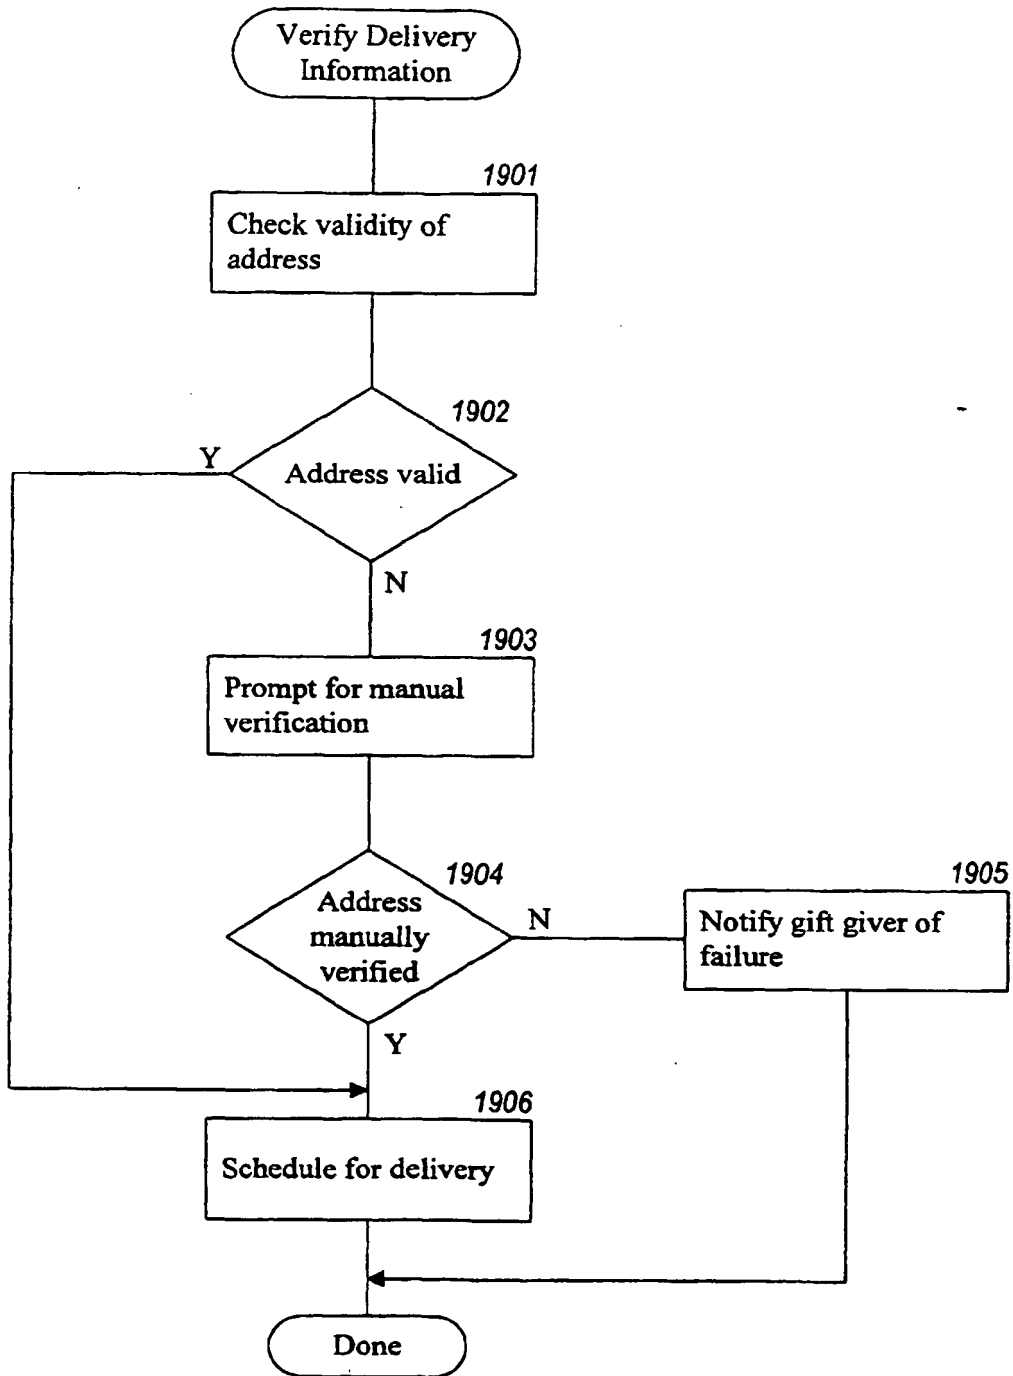 Verify Delivery
Information
1901
Check validity of
address
1902
Y
Address valid
N
1903
Prompt for manual
verification
1904
Address
manually
verified
N
1905
Notify gift giver of
failure
Y
1906
Schedule for delivery
Done